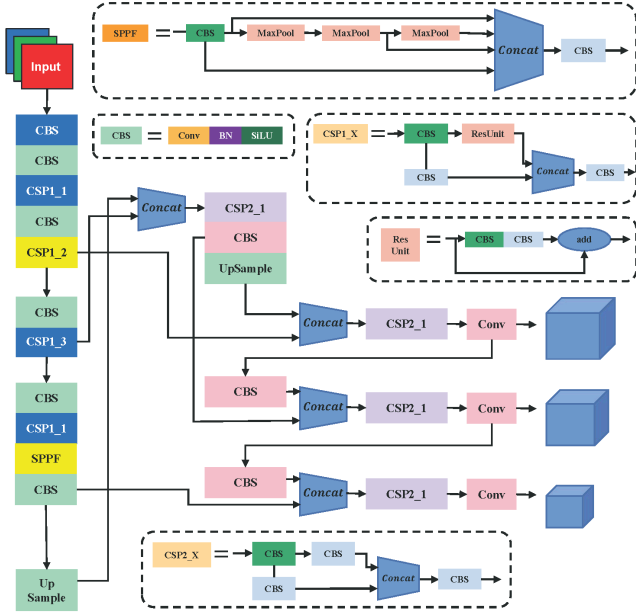 Input
CBS
CBS
CSP1_1
CBS
CSP1_2
CBS
CSP1_3
CBS
CSP1_1
SPPF
CBS
Up
Sample
SPPF = CBS MaxPool MaxPool MaxPool Concat CBS
CBS = Conv BN SiLU
CSP1_X = CBS ResUnit
CBS Concat CBS
Res
Unit = CBS CBS add
Concat
CSP2_1
CBS
UpSample
Concat CSP2_1 Conv
CBS
Concat CSP2_1 Conv
CBS
Concat CSP2_1 Conv
CSP2_X = CBS CBS
CBS Concat CBS